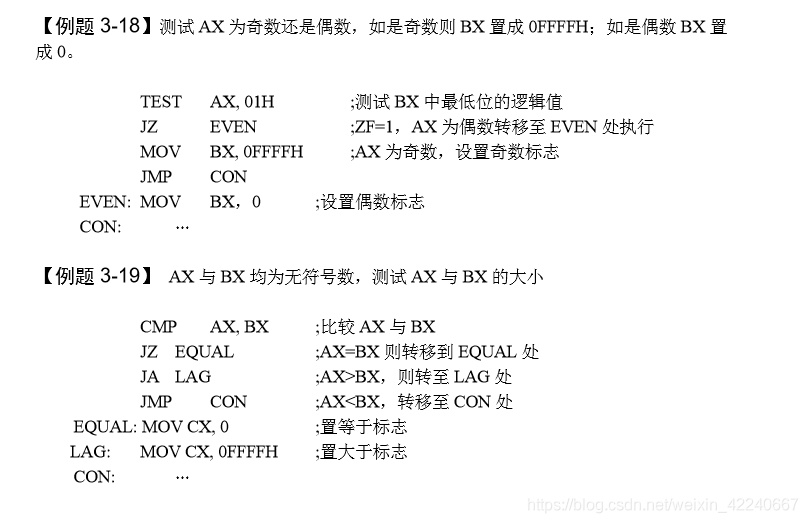 【例题 3-18】测试 AX 为奇数还是偶数，如是奇数则 BX 置成 0FFFFH；如是偶数 BX 置
成 0。
TEST AX, 01H ;测试 BX 中最低位的逻辑值
JZ EVEN ;ZF=1，AX 为偶数转移至 EVEN 处执行
MOV BX, 0FFFFH ;AX 为奇数，设置奇数标志
JMP CON
EVEN: MOV BX，0 ;设置偶数标志
CON: …
【例题 3-19】 AX 与 BX 均为无符号数，测试 AX 与 BX 的大小
CMP AX, BX ;比较 AX 与 BX
JZ EQUAL ;AX=BX 则转移到 EQUAL 处
JA LAG ;AX>BX，则转至 LAG 处
JMP CON ;AX<BX，转移至 CON 处
EQUAL: MOV CX, 0 ;置等于标志
LAG: MOV CX, 0FFFFH ;置大于标志
CON: …
https://blog.csdn.net/weixin_42240667